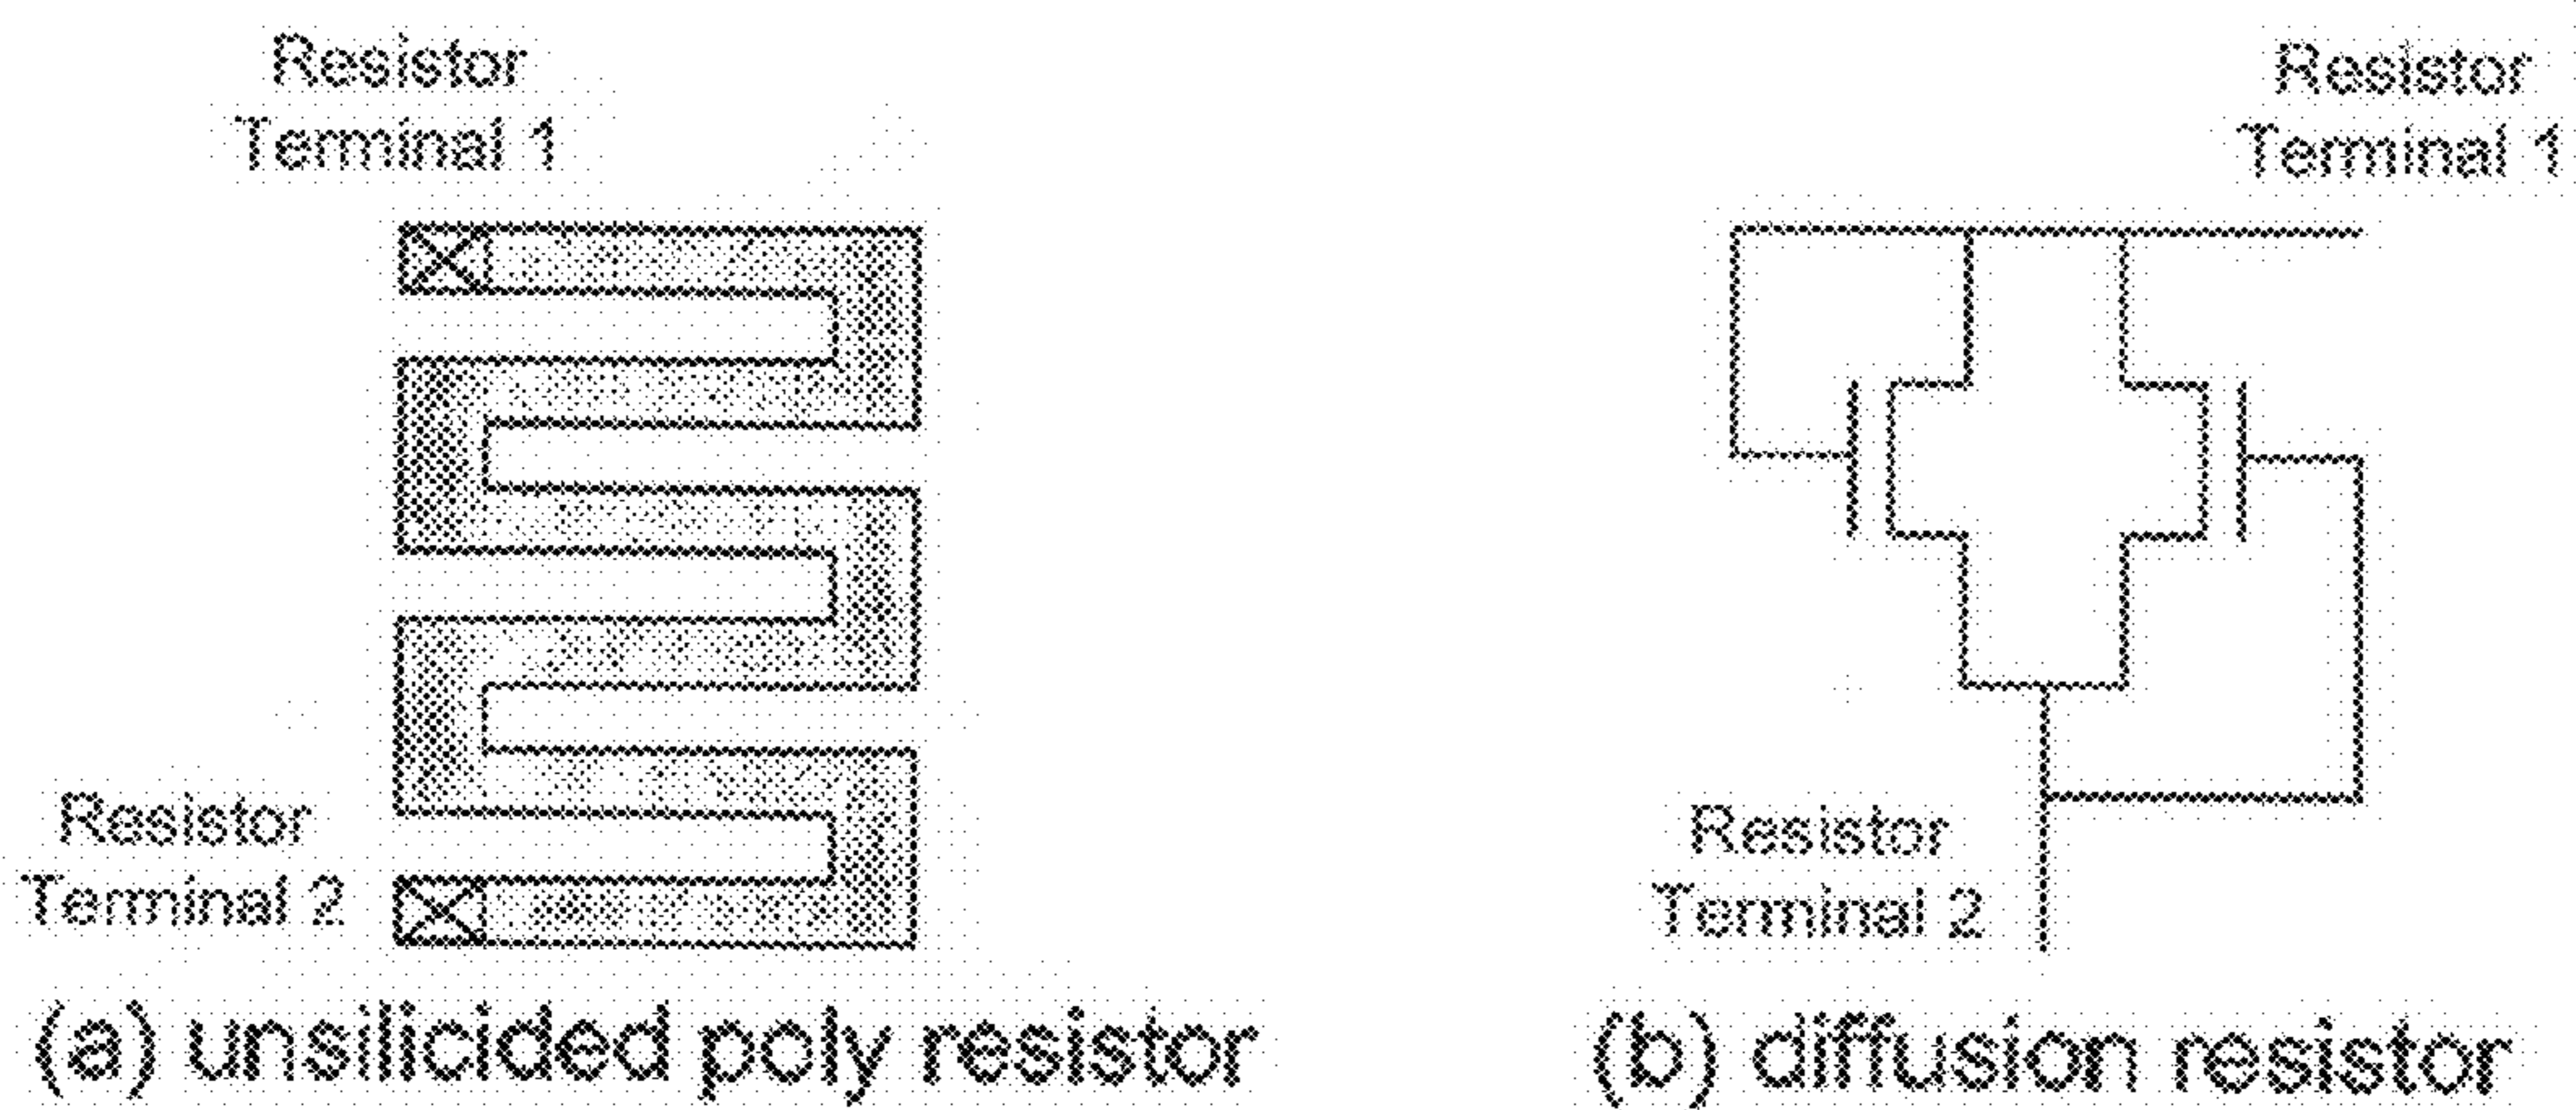 Resistor
Terminal 1
Resistor
Terminal 2
(a) unsilicided poly resistor
Resistor
Terminal 1
Resistor
Terminal 2
(b) diffusion resistor